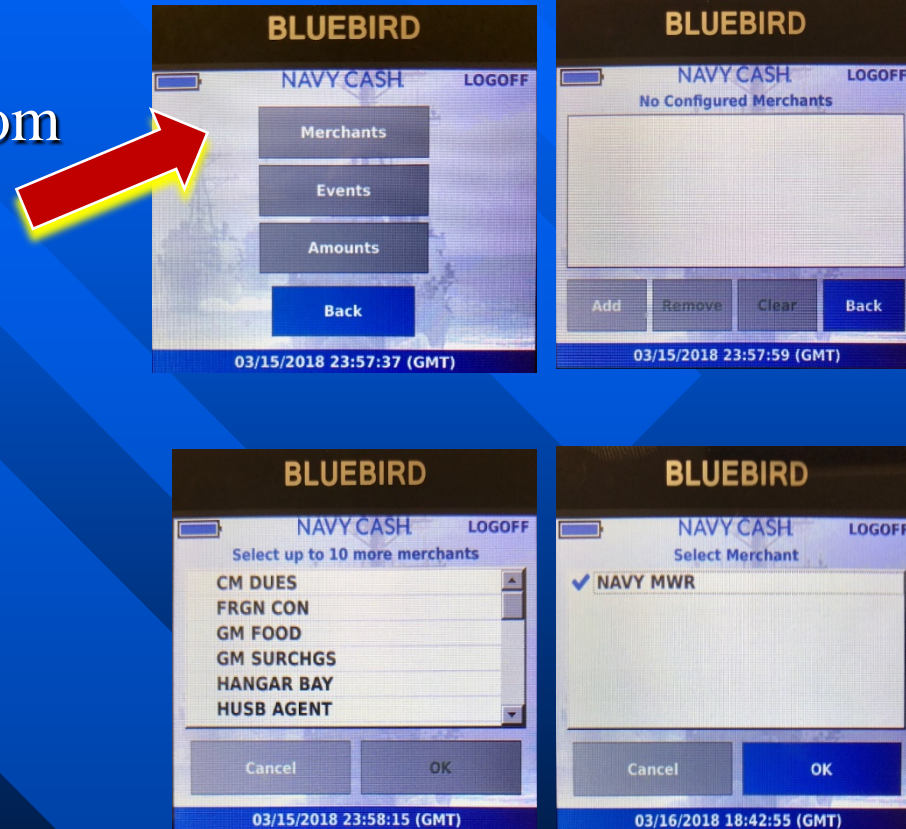 BLUEBIRD
NAVY CASH LOGOFF
Merchants
Events
Amounts
Back
03/15/2018 23:57:37 (GMT)
BLUEBIRD
NAVY CASH LOGOFF
No Configured Merchants
Add Remove Clear Back
03/15/2018 23:57:59 (GMT)
BLUEBIRD
NAVY CASH LOGOFF
Select up to 10 more merchants
CM DUES
FRGN CON
GM FOOD
GM SURCHGS
HANGAR BAY
HUSB AGENT
Cancel OK
03/15/2018 23:58:15 (GMT)
BLUEBIRD
NAVY CASH LOGOFF
Select Merchant
NAVY MWR
Cancel OK
03/16/2018 18:42:55 (GMT)